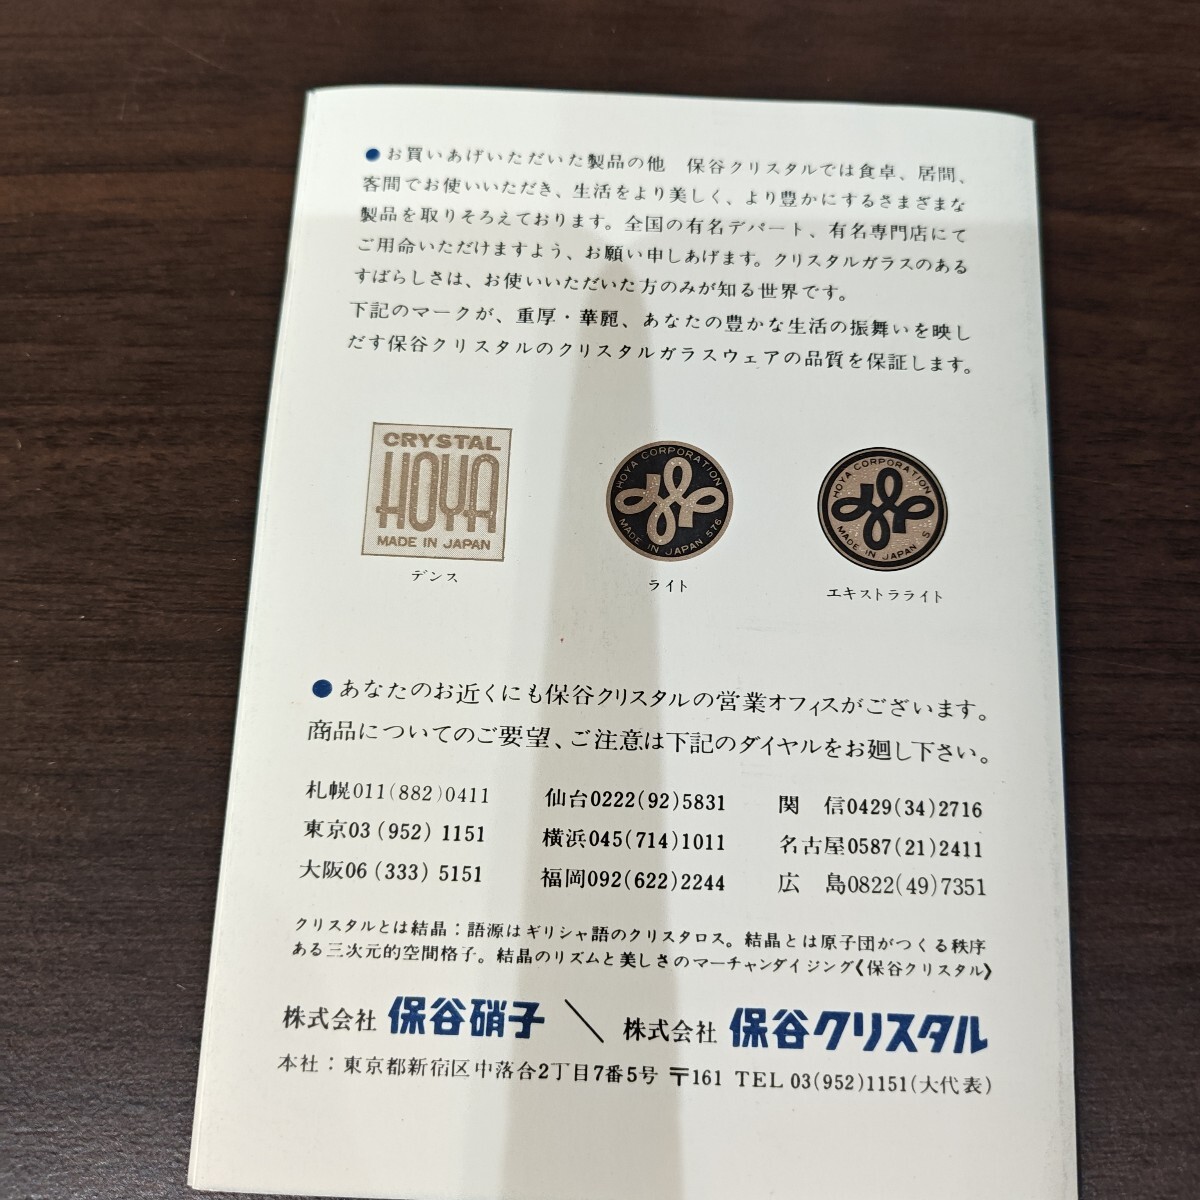 ●お買いあげいただいた製品の他　保谷クリスタルでは食卓、居間、
客間でお使いいただき、生活をより美しく、より豊かにするさまざまな
製品を取りそろえております。全国の有名デパート、有名専門店にて
ご用命いただけますよう、お願い申しあげます。クリスタルガラスのある
すばらしさは、お使いいただいた方のみが知る世界です。
下記のマークが、重厚・華麗、あなたの豊かな生活の振舞いを映し
だす保谷クリスタルのクリスタルガラスウェアの品質を保証します。
CRYSTAL
HOYA
MADE IN JAPAN
デンス
HOYA CORPORATION
MADE IN JAPAN 576
ライト
HOYA CORPORATION
MADE IN JAPAN S
エキストラライト
●あなたのお近くにも保谷クリスタルの営業オフィスがございます。
商品についてのご要望、ご注意は下記のダイヤルをお廻し下さい。
札幌011(882)0411 仙台0222(92)5831 関　信0429(34)2716
東京03(952)1151 横浜045(714)1011 名古屋0587(21)2411
大阪06(333)5151 福岡092(622)2244 広　島0822(49)7351
クリスタルとは結晶：語源はギリシャ語のクリスタロス。結晶とは原子団がつくる秩序
ある三次元的空間格子。結晶のリズムと美しさのマーチャンダイジング《保谷クリスタル》
株式会社 保谷硝子 ＼ 株式会社 保谷クリスタル
本社：東京都新宿区中落合2丁目7番5号 〒161 TEL 03(952)1151(大代表)